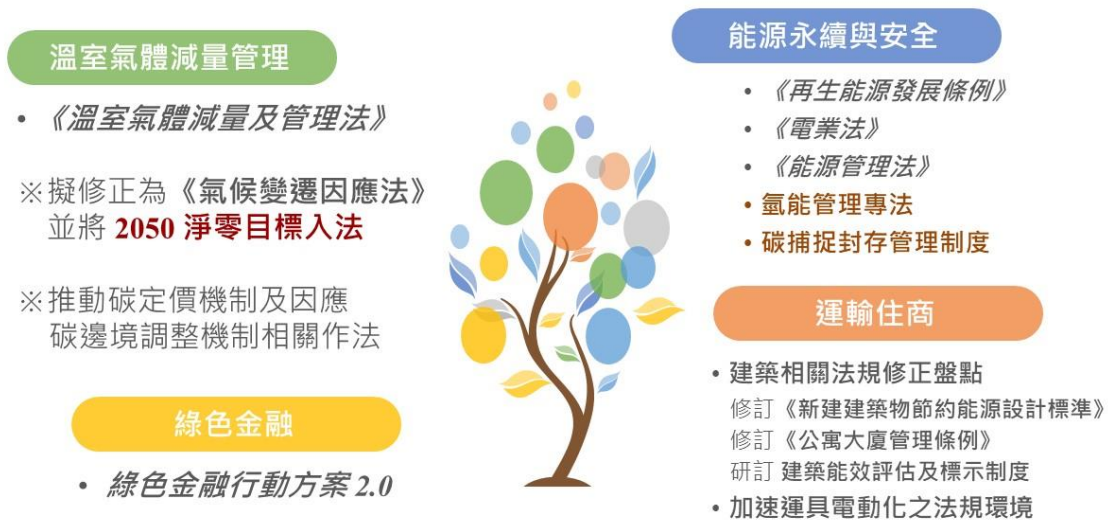 溫室氣體減量管理
• 《溫室氣體減量及管理法》
※擬修正為《氣候變遷因應法》
並將 2050 淨零目標入法
※推動碳定價機制及因應
碳邊境調整機制相關作法
綠色金融
• 綠色金融行動方案 2.0
能源永續與安全
• 《再生能源發展條例》
• 《電業法》
• 《能源管理法》
• 氫能管理專法
• 碳捕捉封存管理制度
運輸住商
• 建築相關法規修正盤點
修訂《新建建築物節約能源設計標準》
修訂《公寓大廈管理條例》
研訂 建築能效評估及標示制度
• 加速運具電動化之法規環境